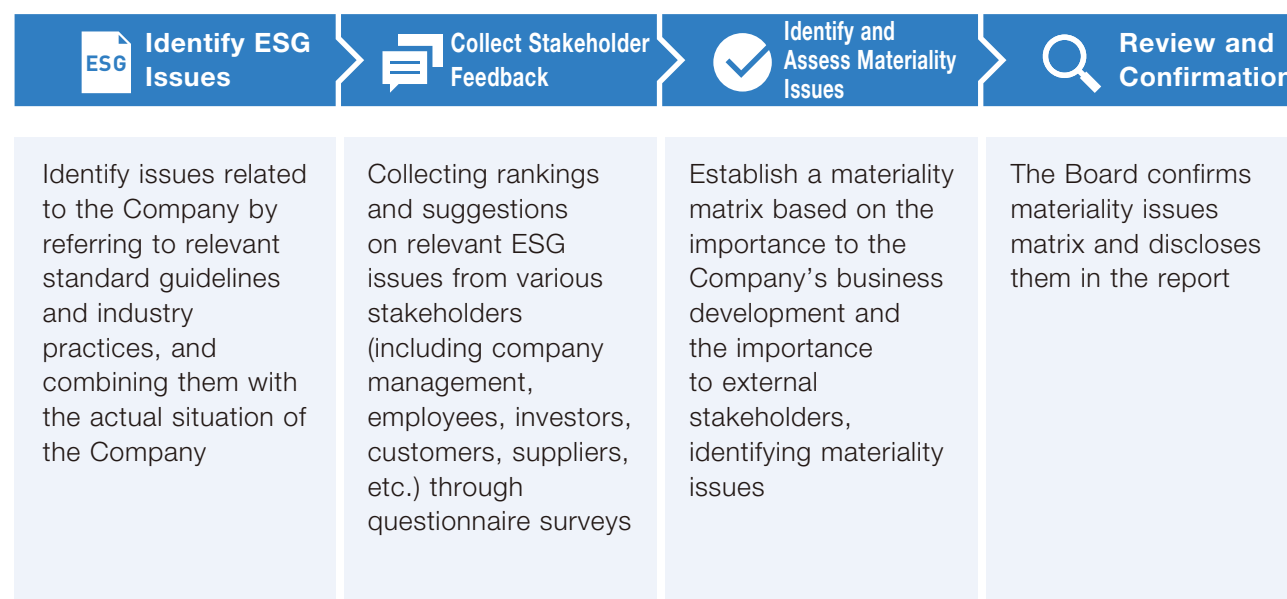 ESG
Identify ESG
Issues
Collect Stakeholder
Feedback
Identify and
Assess Materiality
Issues
Review and
Confirmation
Identify issues related
to the Company by
referring to relevant
standard guidelines
and industry
practices, and
combining them with
the actual situation of
the Company
Collecting rankings
and suggestions
on relevant ESG
issues from various
stakeholders
(including company
management,
employees, investors,
customers, suppliers,
etc.) through
questionnaire surveys
Establish a materiality
matrix based on the
importance to the
Company’s business
development and
the importance
to external
stakeholders,
identifying materiality
issues
The Board confirms
materiality issues
matrix and discloses
them in the report